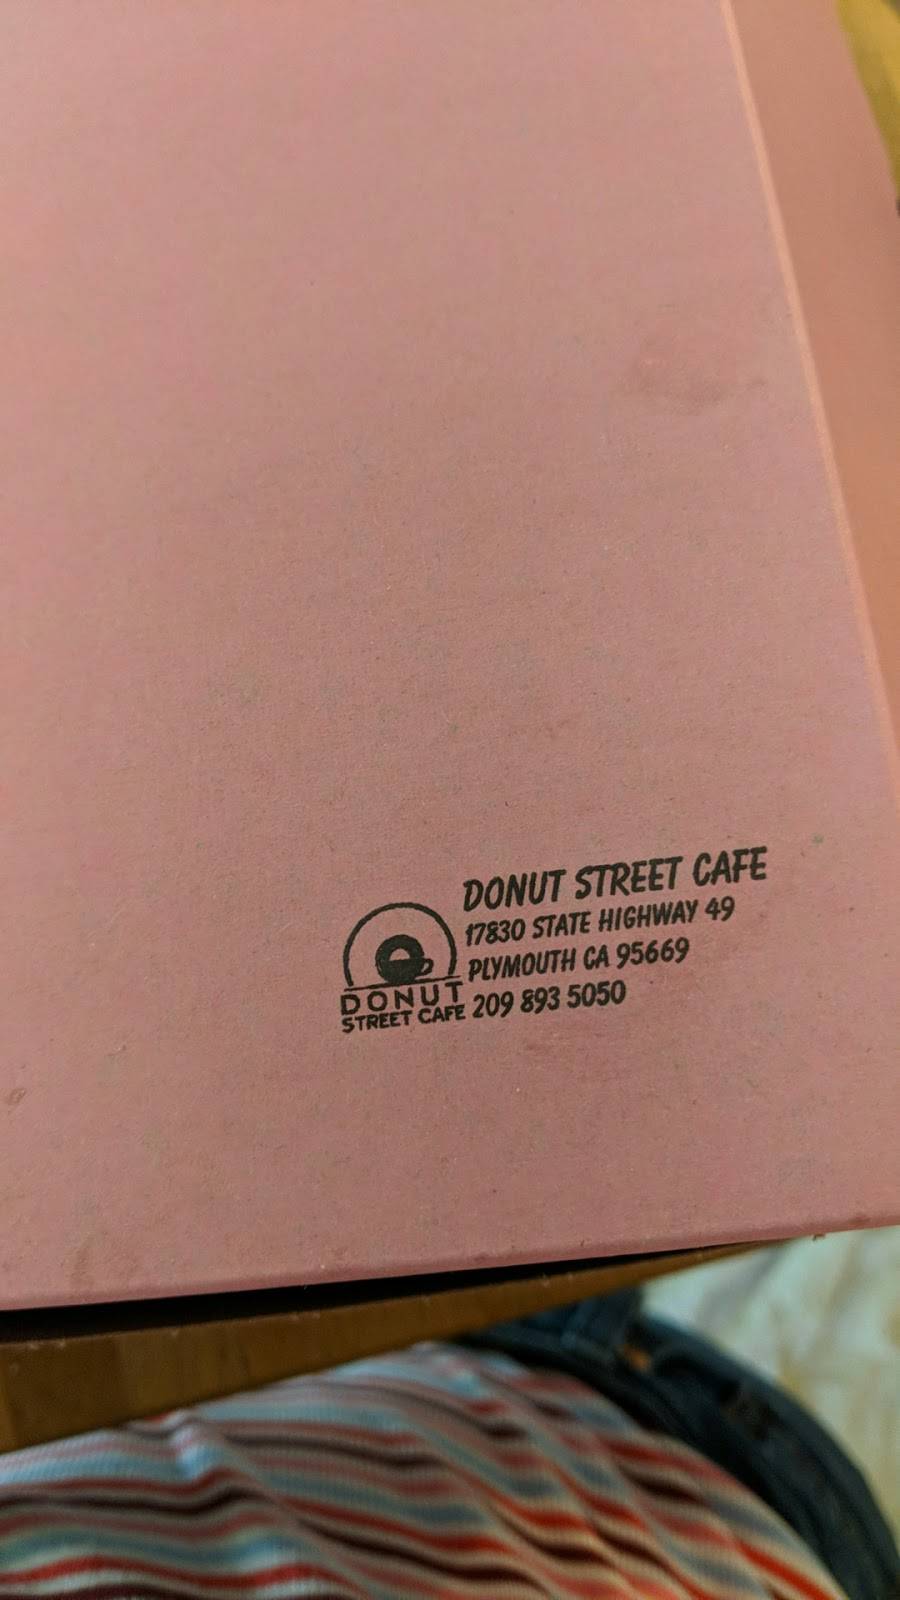 DONUT STREET CAFE
17830 STATE HIGHWAY 49
PLYMOUTH CA 95669
209 893 5050
DONUT
STREET CAFE